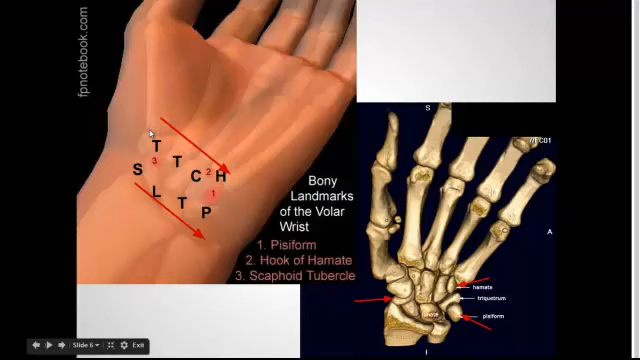 fpnotebook.com
T
3
T
S
C
2
H
L
1
T
P
Bony
Landmarks
of the Volar
Wrist
1. Pisiform
2. Hook of Hamate
3. Scaphoid Tubercle
S
A
hamate
triquetrum
pisiform
I
Slide 6
Exit